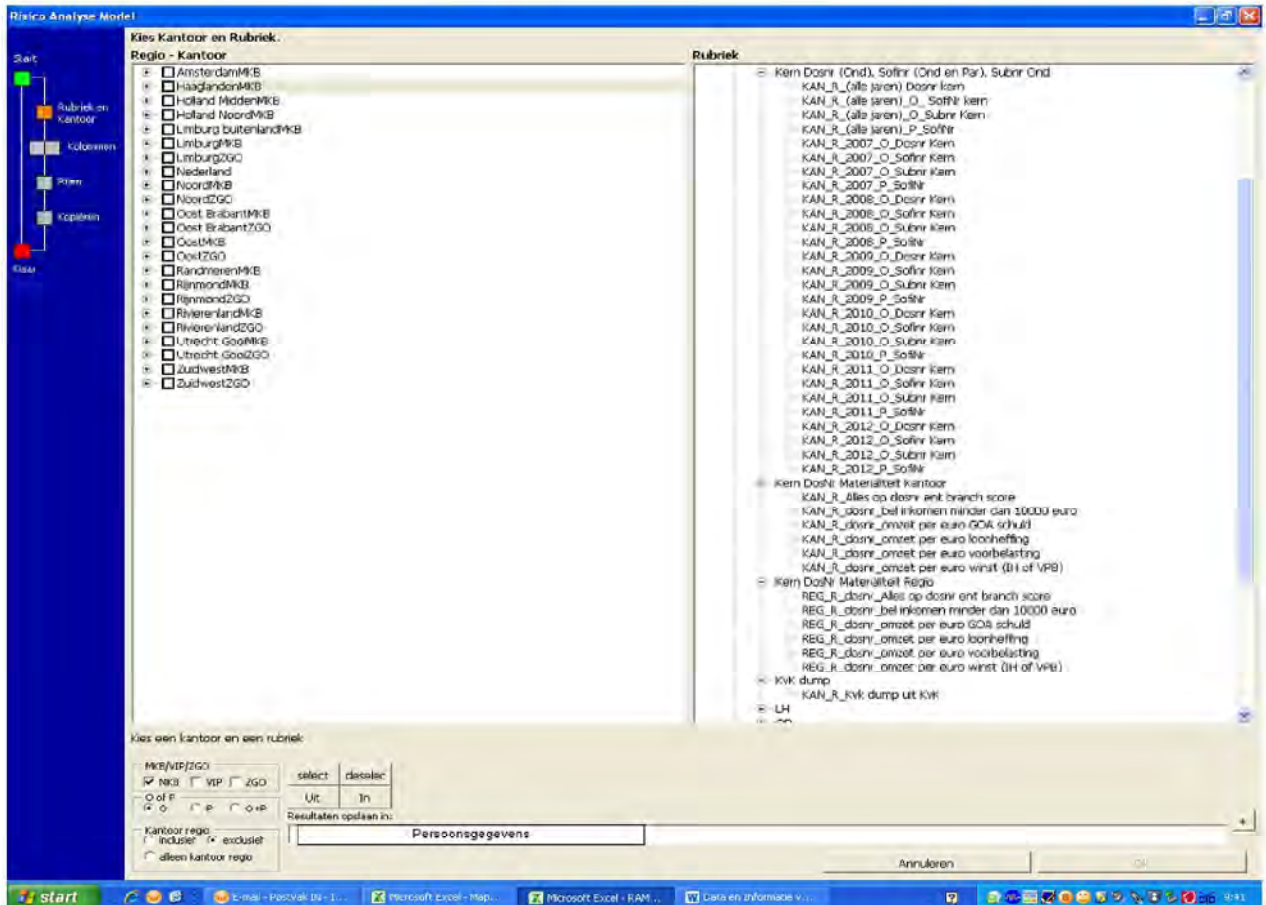 Risico Analyse Model
Kies Kantoor en Rubriek.
Start
Rubriek en
Kantoor
Kolommen
Rijen
Kopiëren
Klaar
Regio - Kantoor
AmsterdamMKB
HaaglandenMKB
Holland MiddenMKB
Holland NoordMKB
Limburg buitenlandMKB
LimburgMKB
LimburgZGO
Nederland
NoordMKB
NoordZGO
Oost BrabantMKB
Oost BrabantZGO
OostMKB
OostZGO
RandmerenMKB
RijnmondMKB
RijnmondZGO
RivierenlandMKB
RivierenlandZGO
Utrecht GooiMKB
Utrecht GooiZGO
ZuidwestMKB
ZuidwestZGO
Rubriek
Kern Dosnr (Ond), Sofinr (Ond en Par), Subnr Ond
KAN_R_(alle jaren) Dosnr kern
KAN_R_(alle jaren)_O_ SofiNr kern
KAN_R_(alle jaren)_O_Subnr Kern
KAN_R_(alle jaren)_P_SofiNr
KAN_R_2007_O_Dosnr Kern
KAN_R_2007_O_Sofinr Kern
KAN_R_2007_O_Subnr Kern
KAN_R_2007_P_SofiNr
KAN_R_2008_O_Dosnr Kern
KAN_R_2008_O_Sofinr Kern
KAN_R_2008_O_Subnr Kern
KAN_R_2008_P_SofiNr
KAN_R_2009_O_Dosnr Kern
KAN_R_2009_O_Sofinr Kern
KAN_R_2009_O_Subnr Kern
KAN_R_2009_P_SofiNr
KAN_R_2010_O_Dosnr Kern
KAN_R_2010_O_Sofinr Kern
KAN_R_2010_O_Subnr Kern
KAN_R_2010_P_SofiNr
KAN_R_2011_O_Dosnr Kern
KAN_R_2011_O_Sofinr Kern
KAN_R_2011_O_Subnr Kern
KAN_R_2011_P_SofiNr
KAN_R_2012_O_Dosnr Kern
KAN_R_2012_O_Sofinr Kern
KAN_R_2012_O_Subnr Kern
KAN_R_2012_P_SofiNr
Kern DosNr Materialiteit Kantoor
KAN_R_Alles op dosnr ent branch score
KAN_R_dosnr_bel inkomen minder dan 10000 euro
KAN_R_dosnr_omzet per euro GOA schuld
KAN_R_dosnr_omzet per euro loonheffing
KAN_R_dosnr_omzet per euro voorbelasting
KAN_R_dosnr_omzet per euro winst (IH of VPB)
Kern DosNr Materialiteit Regio
REG_R_dosnr_Alles op dosnr ent branch score
REG_R_dosnr_bel inkomen minder dan 10000 euro
REG_R_dosnr_omzet per euro GOA schuld
REG_R_dosnr_omzet per euro loonheffing
REG_R_dosnr_omzet per euro voorbelasting
REG_R_dosnr_omzet per euro winst (IH of VPB)
KvK dump
KAN_R_Kvk dump uit KvK
LH
Kies een kantoor en een rubriek
MKB/VIP/ZGO
MKB VIP ZGO
O of P
O P O+P
Kantoor regio
inclusief exclusief
alleen kantoor regio
select deselec
Uit In
Resultaten opslaan in:
Persoonsgegevens
+
Annuleren
OK
start
E-mail - Postvak IN - I...
Microsoft Excel - Map...
Microsoft Excel - RAM ...
Data en Informatie v...
9:41